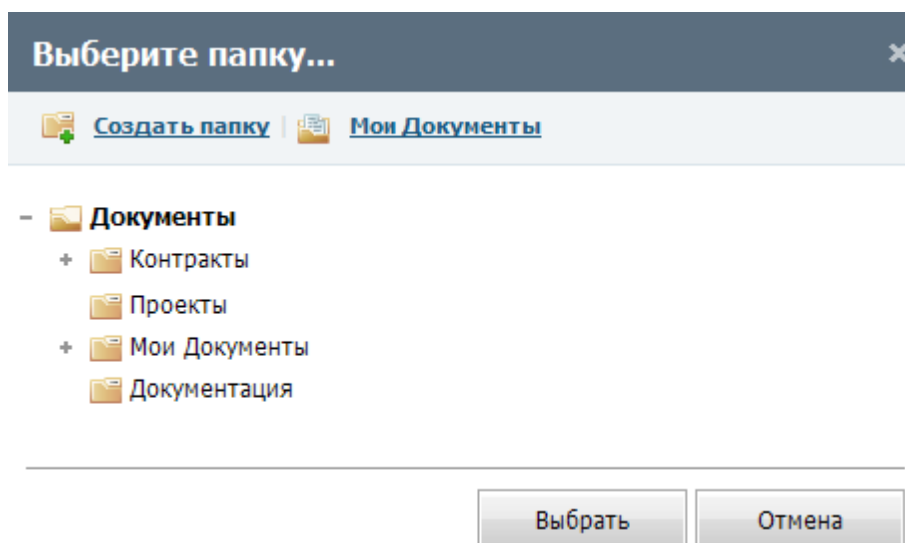 Выберите папку...
Создать папку | Мои Документы
Документы
Контракты
Проекты
Мои Документы
Документация
Выбрать Отмена